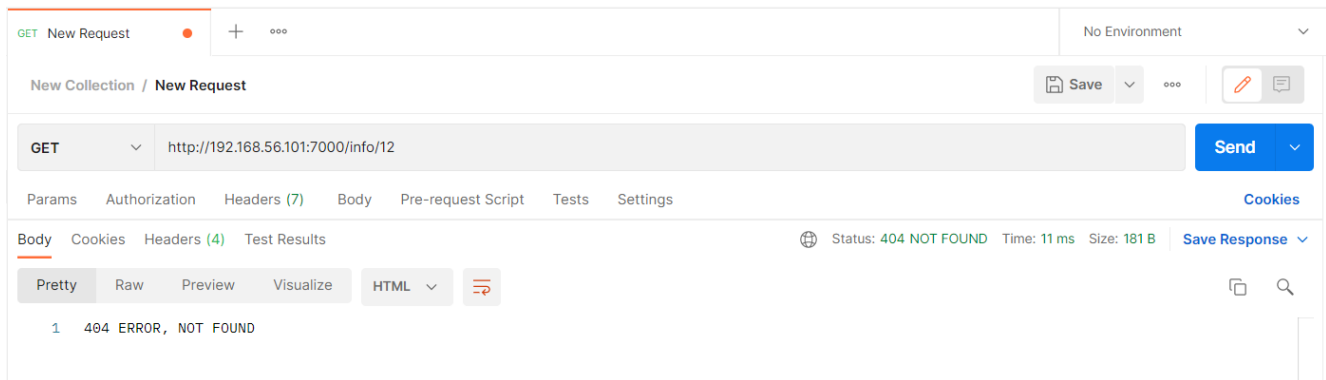 GET New Request
No Environment
New Collection / New Request
Save
GET http://192.168.56.101:7000/info/12 Send
Params Authorization Headers (7) Body Pre-request Script Tests Settings Cookies
Body Cookies Headers (4) Test Results Status: 404 NOT FOUND Time: 11 ms Size: 181 B Save Response
Pretty Raw Preview Visualize HTML
1 404 ERROR, NOT FOUND